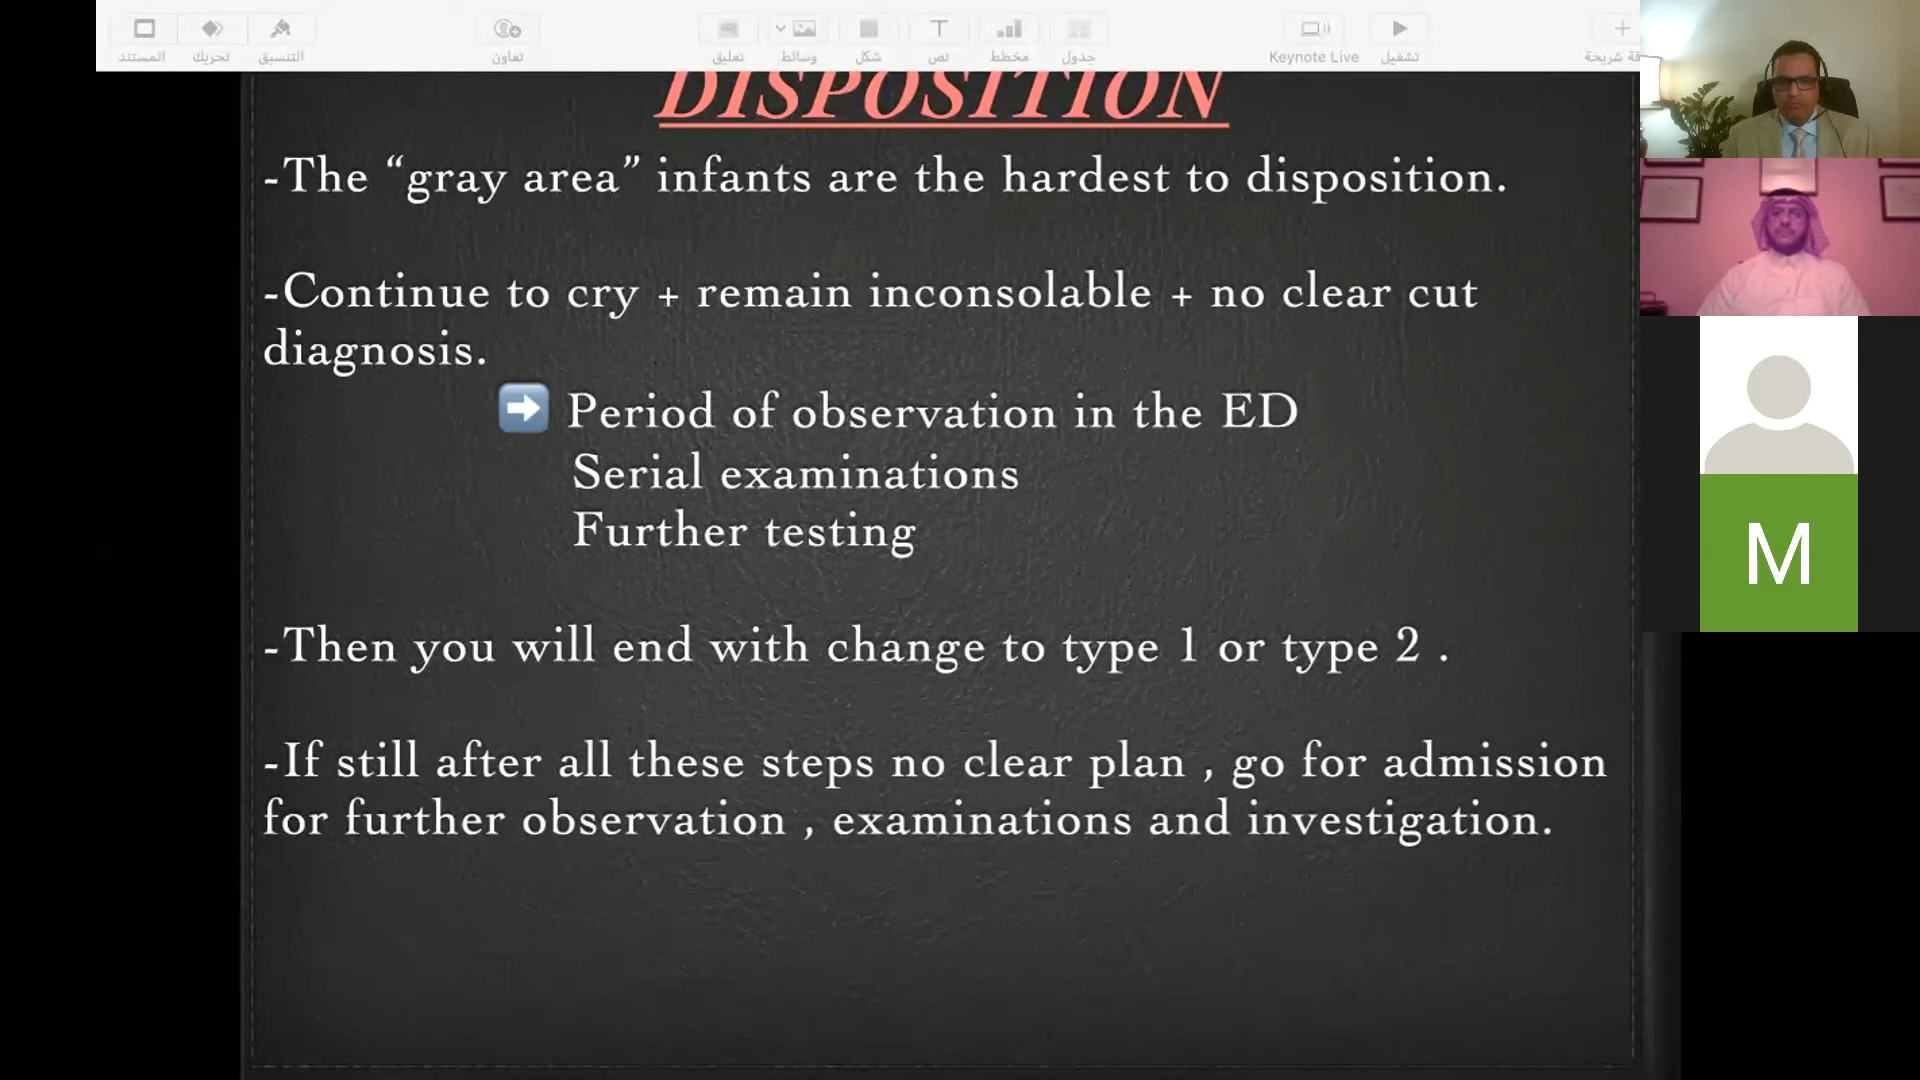 المستند
تحريك
التنسيق
تعاون
تعليق
وسائط
شكل
نص
مخطط
جدول
Keynote Live
تشغيل
شريحة
DISPOSITION
-The “gray area” infants are the hardest to disposition.
-Continue to cry + remain inconsolable + no clear cut
diagnosis.
Period of observation in the ED
Serial examinations
Further testing
-Then you will end with change to type 1 or type 2 .
-If still after all these steps no clear plan , go for admission
for further observation , examinations and investigation.
M